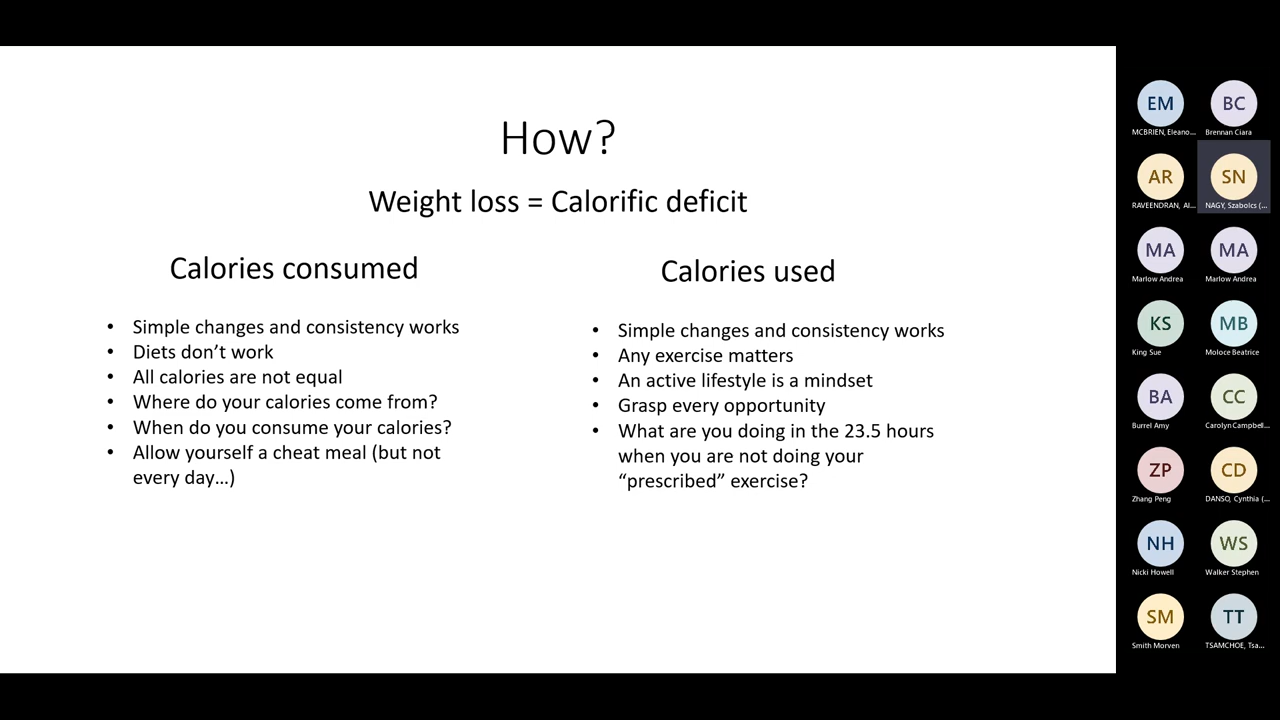 How?
Weight loss = Calorific deficit
Calories consumed
• Simple changes and consistency works
• Diets don’t work
• All calories are not equal
• Where do your calories come from?
• When do you consume your calories?
• Allow yourself a cheat meal (but not
every day…)
Calories used
• Simple changes and consistency works
• Any exercise matters
• An active lifestyle is a mindset
• Grasp every opportunity
• What are you doing in the 23.5 hours
when you are not doing your
“prescribed” exercise?
EM
MCBRIEN, Eleano...
BC
Brennan Ciara
AR
RAVEENDRAN, Al...
SN
NAGY, Szabolcs (...
MA
Marlow Andrea
MA
Marlow Andrea
KS
King Sue
MB
Moloce Beatrice
BA
Burrel Amy
CC
Carolyn Campbell...
ZP
Zhang Peng
CD
DANSO, Cynthia (...
NH
Nicki Howell
WS
Walker Stephen
SM
Smith Morven
TT
TSAMCHOE, Tsa...